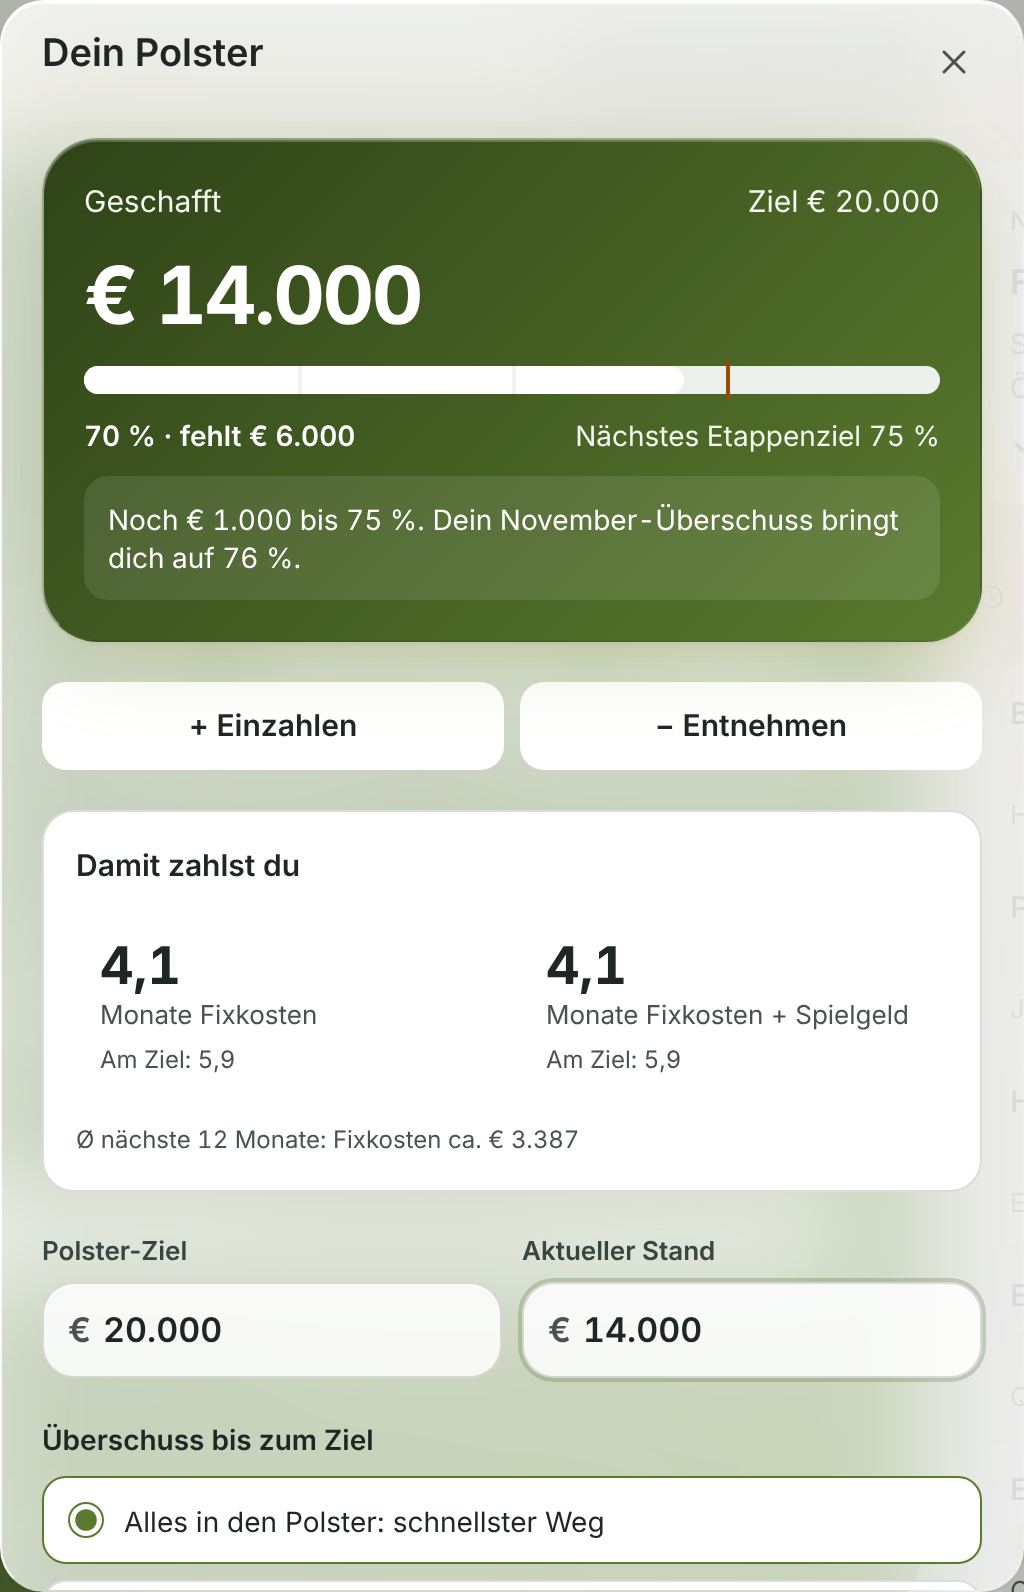 Dein Polster
Geschafft
Ziel € 20.000
€ 14.000
70 % · fehlt € 6.000
Nächstes Etappenziel 75 %
Noch € 1.000 bis 75 %. Dein November-Überschuss bringt
dich auf 76 %.
+ Einzahlen
– Entnehmen
Damit zahlst du
4,1
Monate Fixkosten
Am Ziel: 5,9
4,1
Monate Fixkosten + Spielgeld
Am Ziel: 5,9
Ø nächste 12 Monate: Fixkosten ca. € 3.387
Polster-Ziel
Aktueller Stand
€ 20.000
€ 14.000
Überschuss bis zum Ziel
Alles in den Polster: schnellster Weg